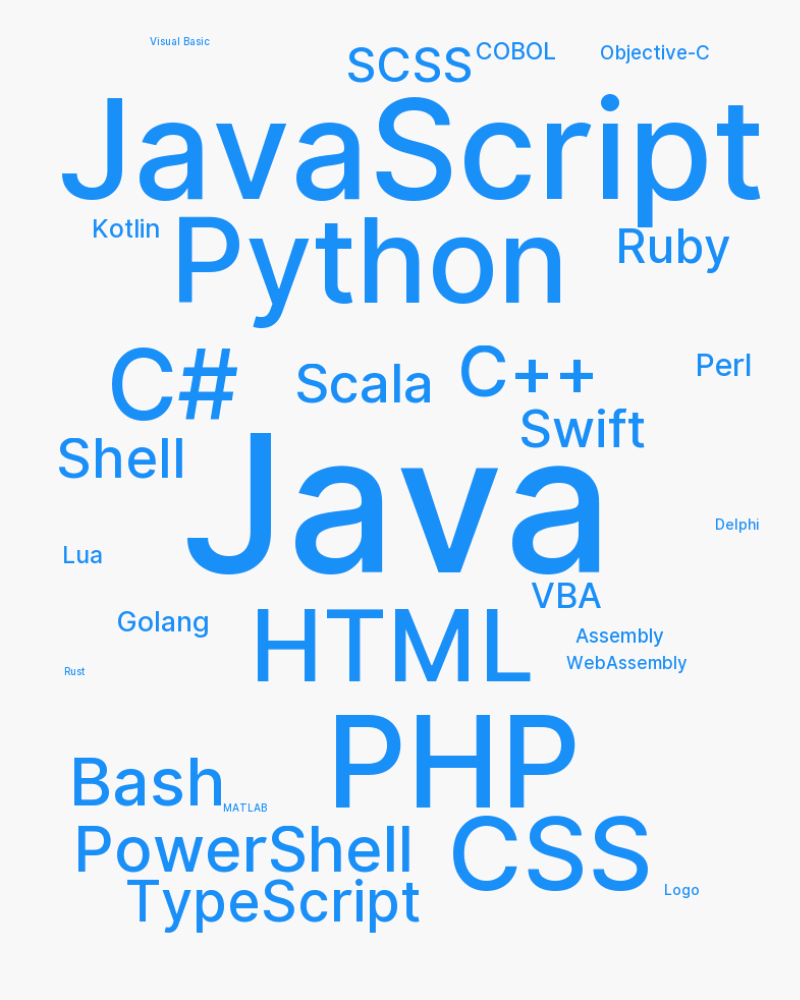 Visual Basic
SCSS
COBOL
Objective-C
JavaScript
Kotlin
Python
Ruby
C#
Scala
C++
Perl
Swift
Shell
Java
Delphi
Lua
VBA
Golang
HTML
Assembly
WebAssembly
Rust
PHP
Bash
MATLAB
PowerShell
CSS
TypeScript
Logo